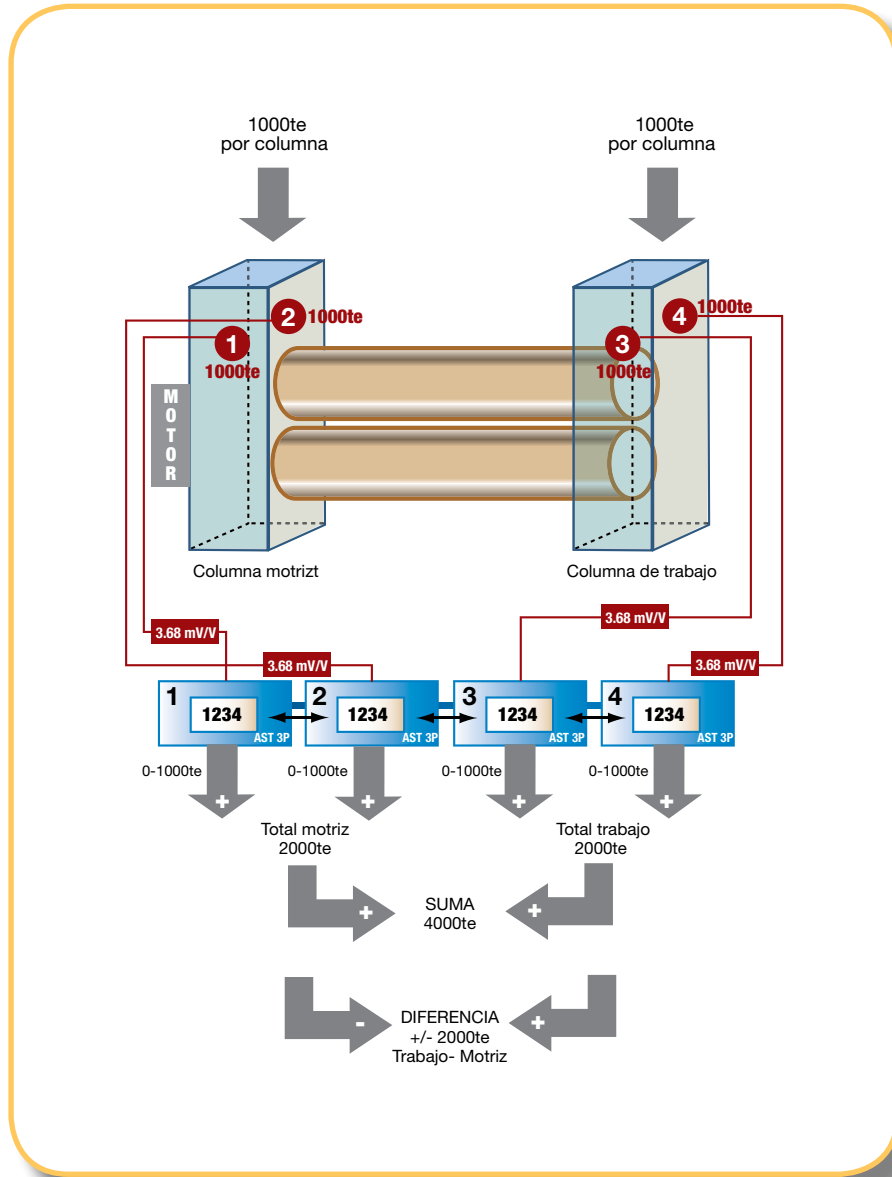 1000te
por columna
1000te
por columna
2
1000te
4
1000te
1
1000te
3
1000te
MOTOR
Columna motrizt
Columna de trabajo
3.68 mV/V
3.68 mV/V
3.68 mV/V
3.68 mV/V
1
1234
AST 3P
2
1234
AST 3P
3
1234
AST 3P
4
1234
AST 3P
0-1000te
0-1000te
0-1000te
0-1000te
+
+
+
+
Total motriz
2000te
Total trabajo
2000te
+
SUMA
4000te
+
-
DIFERENCIA
+/- 2000te
Trabajo- Motriz
+